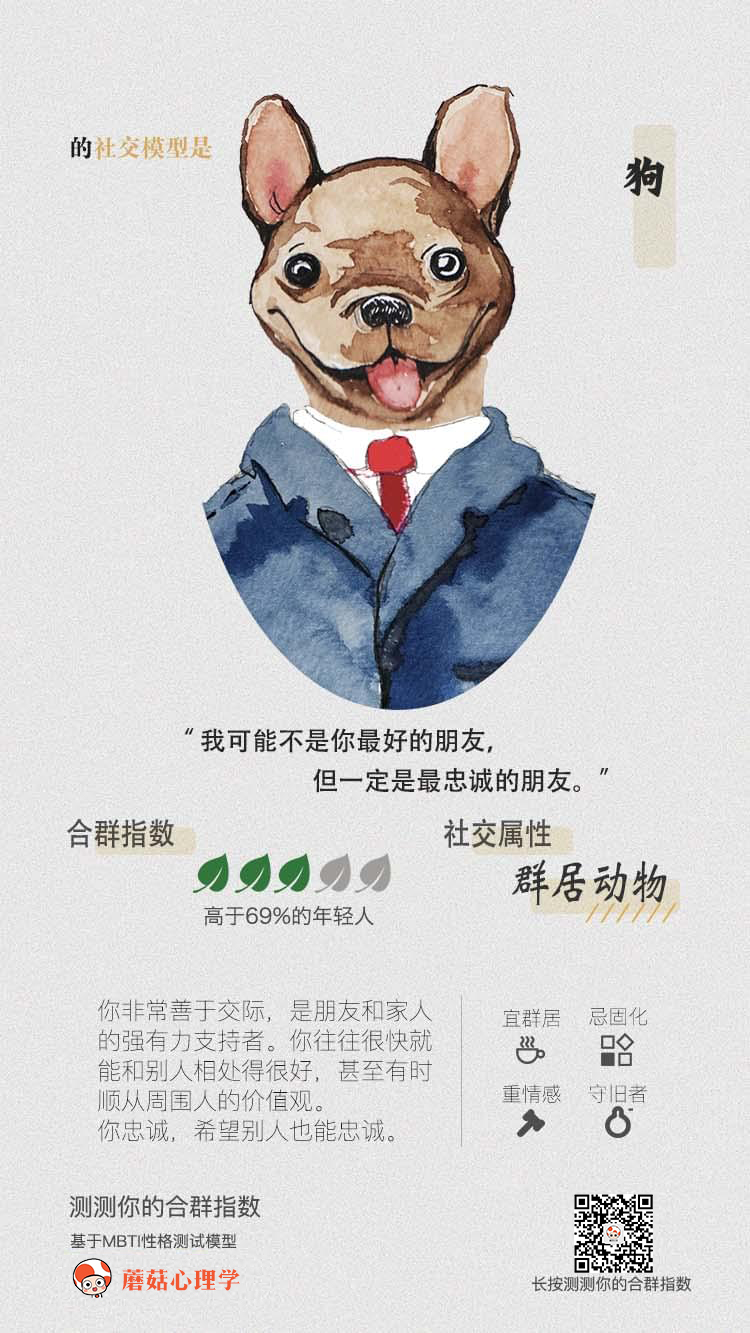 的社交模型是
狗
“我可能不是你最好的朋友，
但一定是最忠诚的朋友。”
合群指数
高于69%的年轻人
社交属性
群居动物
你非常善于交际，是朋友和家人
的强有力支持者。你往往很快就
能和别人相处得很好，甚至有时
顺从周围人的价值观。
你忠诚，希望别人也能忠诚。
宜群居 忌固化
重情感 守旧者
测测你的合群指数
基于MBTI性格测试模型
蘑菇心理学
长按测测你的合群指数